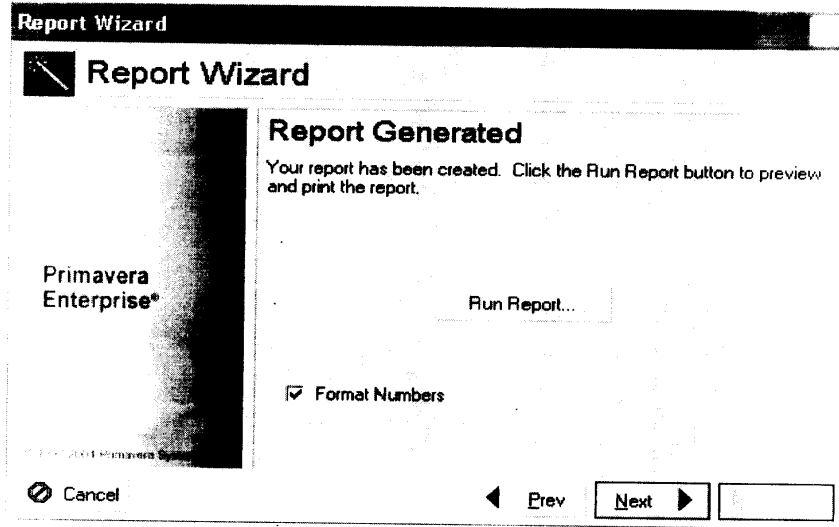 Report Wizard
Report Wizard
Report Generated
Your report has been created. Click the Run Report button to preview
and print the report.
Primavera
Enterprise®
Run Report...
Format Numbers
Primavera
Cancel
Prev
Next